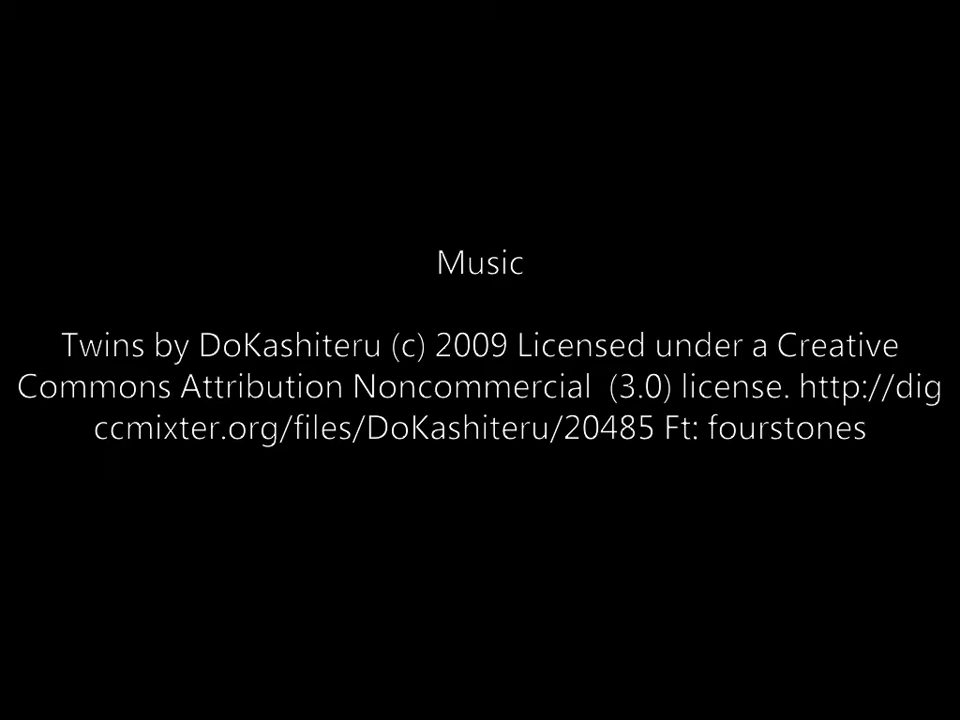 Music
Twins by DoKashiteru (c) 2009 Licensed under a Creative
Commons Attribution Noncommercial  (3.0) license. http://dig
ccmixter.org/files/DoKashiteru/20485 Ft: fourstones